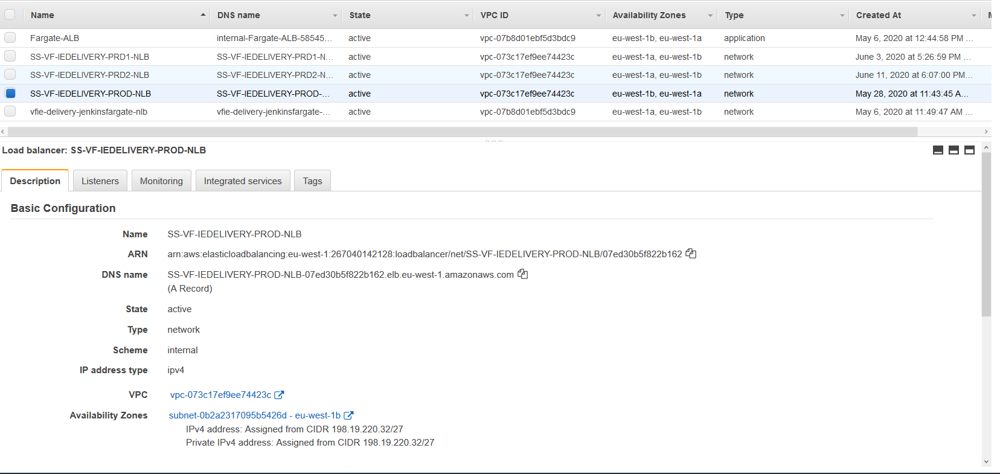 Name DNS name State VPC ID Availability Zones Type Created At
Fargate-ALB internal-Fargate-ALB-58545... active vpc-07b8d01ebf5d3bdc9 eu-west-1b, eu-west-1a application May 6, 2020 at 12:44:58 PM ...
SS-VF-IEDELIVERY-PRD1-NLB SS-VF-IEDELIVERY-PRD1-N... active vpc-073c17ef9ee74423c eu-west-1a, eu-west-1b network June 3, 2020 at 5:26:59 PM ...
SS-VF-IEDELIVERY-PRD2-NLB SS-VF-IEDELIVERY-PRD2-N... active vpc-073c17ef9ee74423c eu-west-1a, eu-west-1b network June 11, 2020 at 6:07:00 PM...
SS-VF-IEDELIVERY-PROD-NLB SS-VF-IEDELIVERY-PROD-... active vpc-073c17ef9ee74423c eu-west-1b, eu-west-1a network May 28, 2020 at 11:43:45 A...
vfie-delivery-jenkinsfargate-nlb vfie-delivery-jenkinsfargate-... active vpc-07b8d01ebf5d3bdc9 eu-west-1a, eu-west-1b network May 6, 2020 at 11:49:47 AM ...
Load balancer: SS-VF-IEDELIVERY-PROD-NLB
Description Listeners Monitoring Integrated services Tags
Basic Configuration
Name SS-VF-IEDELIVERY-PROD-NLB
ARN arn:aws:elasticloadbalancing:eu-west-1:267040142128:loadbalancer/net/SS-VF-IEDELIVERY-PROD-NLB/07ed30b5f822b162
DNS name SS-VF-IEDELIVERY-PROD-NLB-07ed30b5f822b162.elb.eu-west-1.amazonaws.com
(A Record)
State active
Type network
Scheme internal
IP address type ipv4
VPC vpc-073c17ef9ee74423c
Availability Zones subnet-0b2a2317095b5426d - eu-west-1b
IPv4 address: Assigned from CIDR 198.19.220.32/27
Private IPv4 address: Assigned from CIDR 198.19.220.32/27